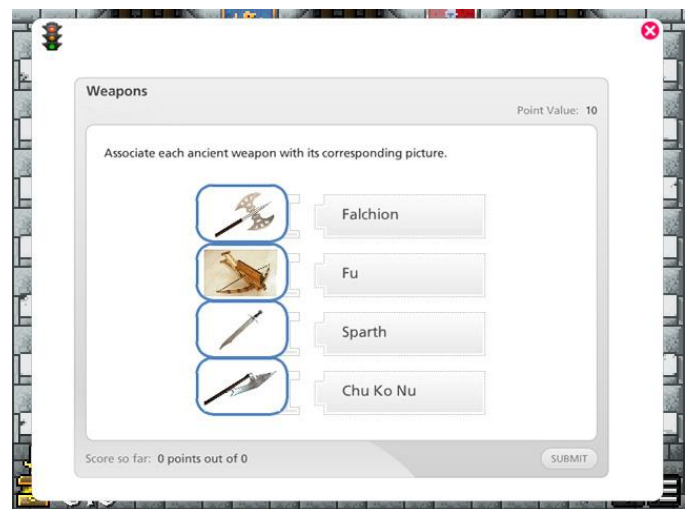 Weapons
Point Value: 10
Associate each ancient weapon with its corresponding picture.
Falchion
Fu
Sparth
Chu Ko Nu
Score so far: 0 points out of 0
SUBMIT